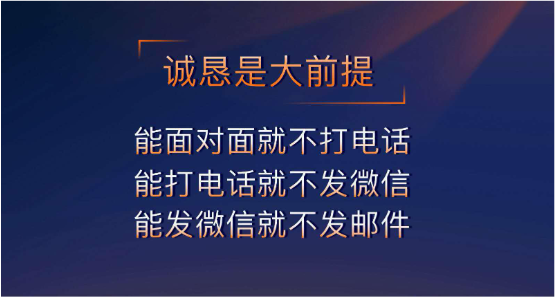 诚恳是大前提
能面对面就不打电话
能打电话就不发微信
能发微信就不发邮件